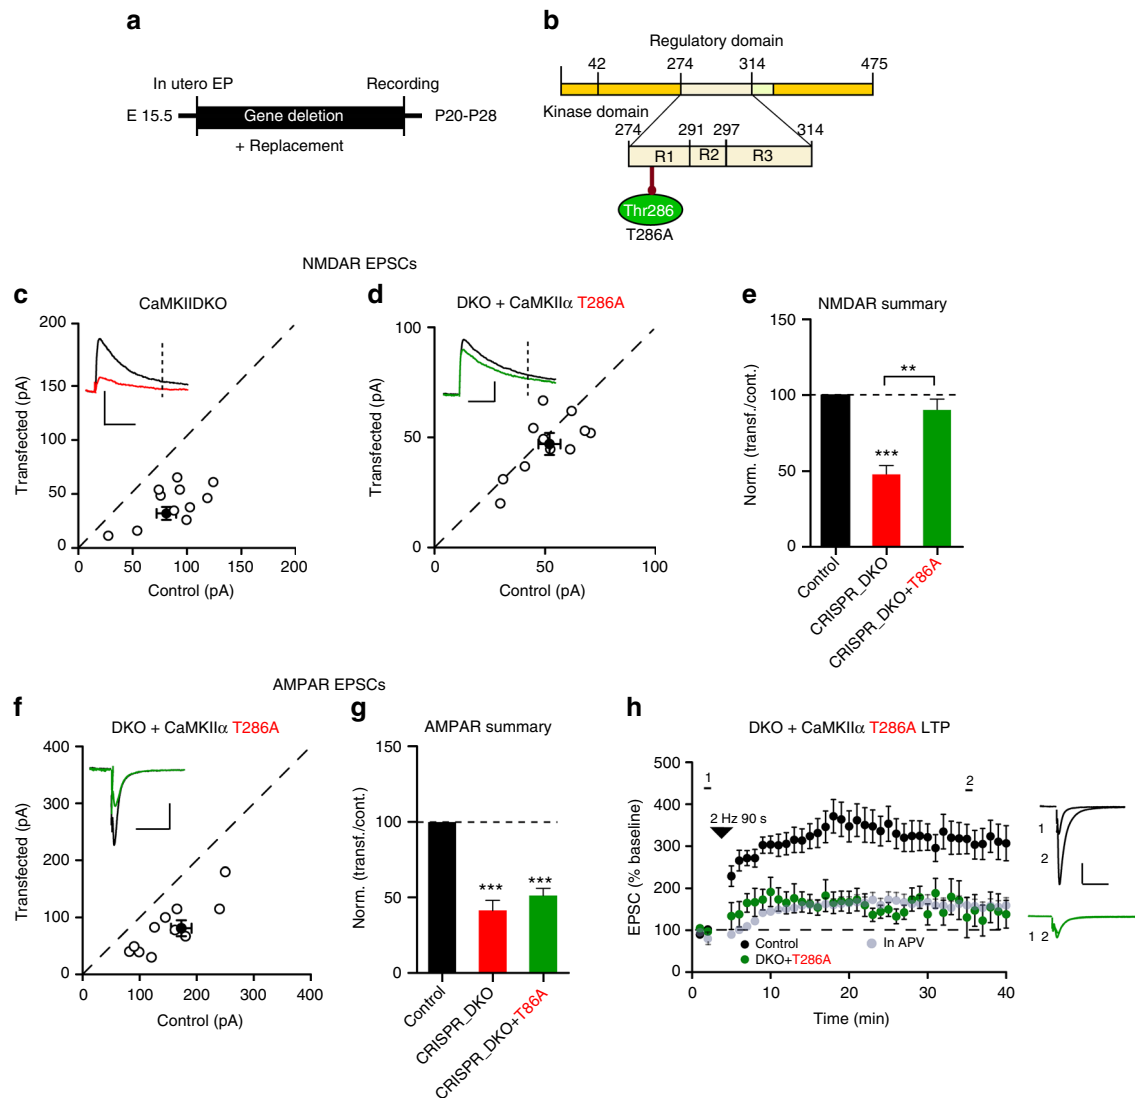 a
In utero EP
Recording
E 15.5
Gene deletion
P20-P28
+ Replacement
b
Regulatory domain
42
274
314
475
Kinase domain
274
291
297
314
R1
R2
R3
Thr286
T286A
NMDAR EPSCs
c
CaMKIIDKO
Transfected (pA)
200
150
100
50
0
0
50
100
150
200
Control (pA)
d
DKO + CaMKIIα T286A
Transfected (pA)
100
50
0
0
50
100
Control (pA)
e
NMDAR summary
Norm. (transf./cont.)
150
100
50
0
**
***
Control
CRISPR_DKO
CRISPR_DKO+T86A
AMPAR EPSCs
f
DKO + CaMKIIα T286A
Transfected (pA)
400
300
200
100
0
0
100
200
300
400
Control (pA)
g
AMPAR summary
Norm. (transf./cont.)
150
100
50
0
***
***
Control
CRISPR_DKO
CRISPR_DKO+T86A
h
DKO + CaMKIIα T286A LTP
EPSC (% baseline)
500
400
300
200
100
0
1
2
2 Hz 90 s
Control
In APV
DKO+T286A
0
10
20
30
40
Time (min)
1
2
1 2